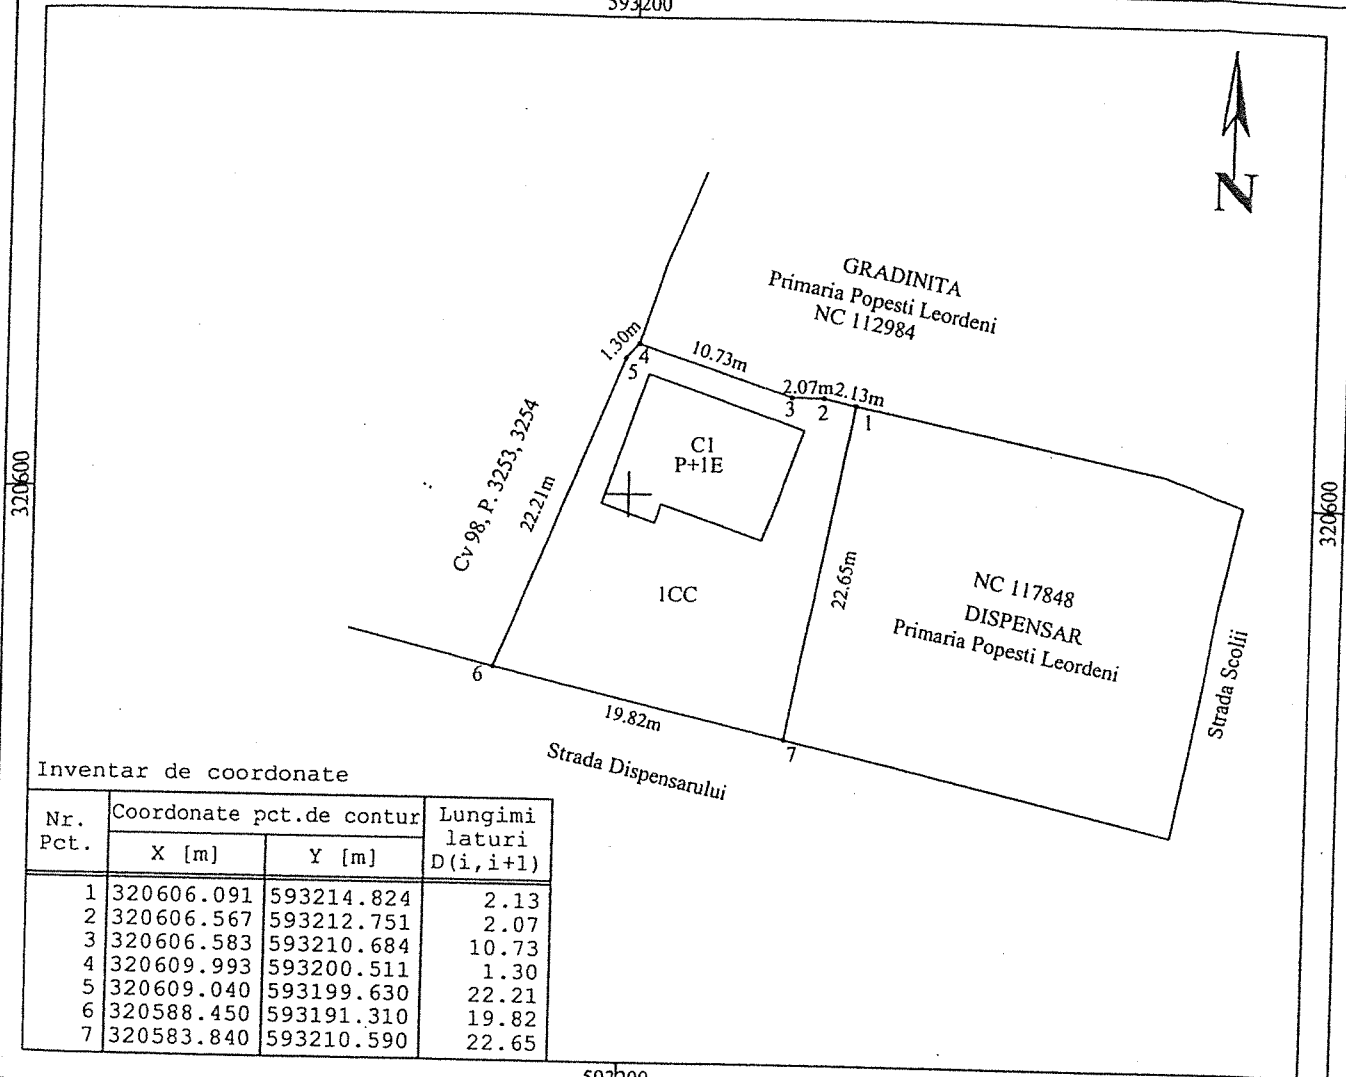 593200
N
GRADINITA
Primaria Popesti Leordeni
NC 112984
1.30m
4
10.73m
5
2.07m
2.13m
3
2
1
Cv 98, P. 3253, 3254
C1
P+1E
320600
320600
22.21m
22.65m
1CC
NC 117848
DISPENSAR
Primaria Popesti Leordeni
Strada Scolii
6
19.82m
7
Strada Dispensarului
Inventar de coordonate
Nr. Pct. Coordonate pct.de contur Lungimi laturi D(i,i+1)
X [m] Y [m]
1 320606.091 593214.824 2.13
2 320606.567 593212.751 2.07
3 320606.583 593210.684 10.73
4 320609.993 593200.511 1.30
5 320609.040 593199.630 22.21
6 320588.450 593191.310 19.82
7 320583.840 593210.590 22.65